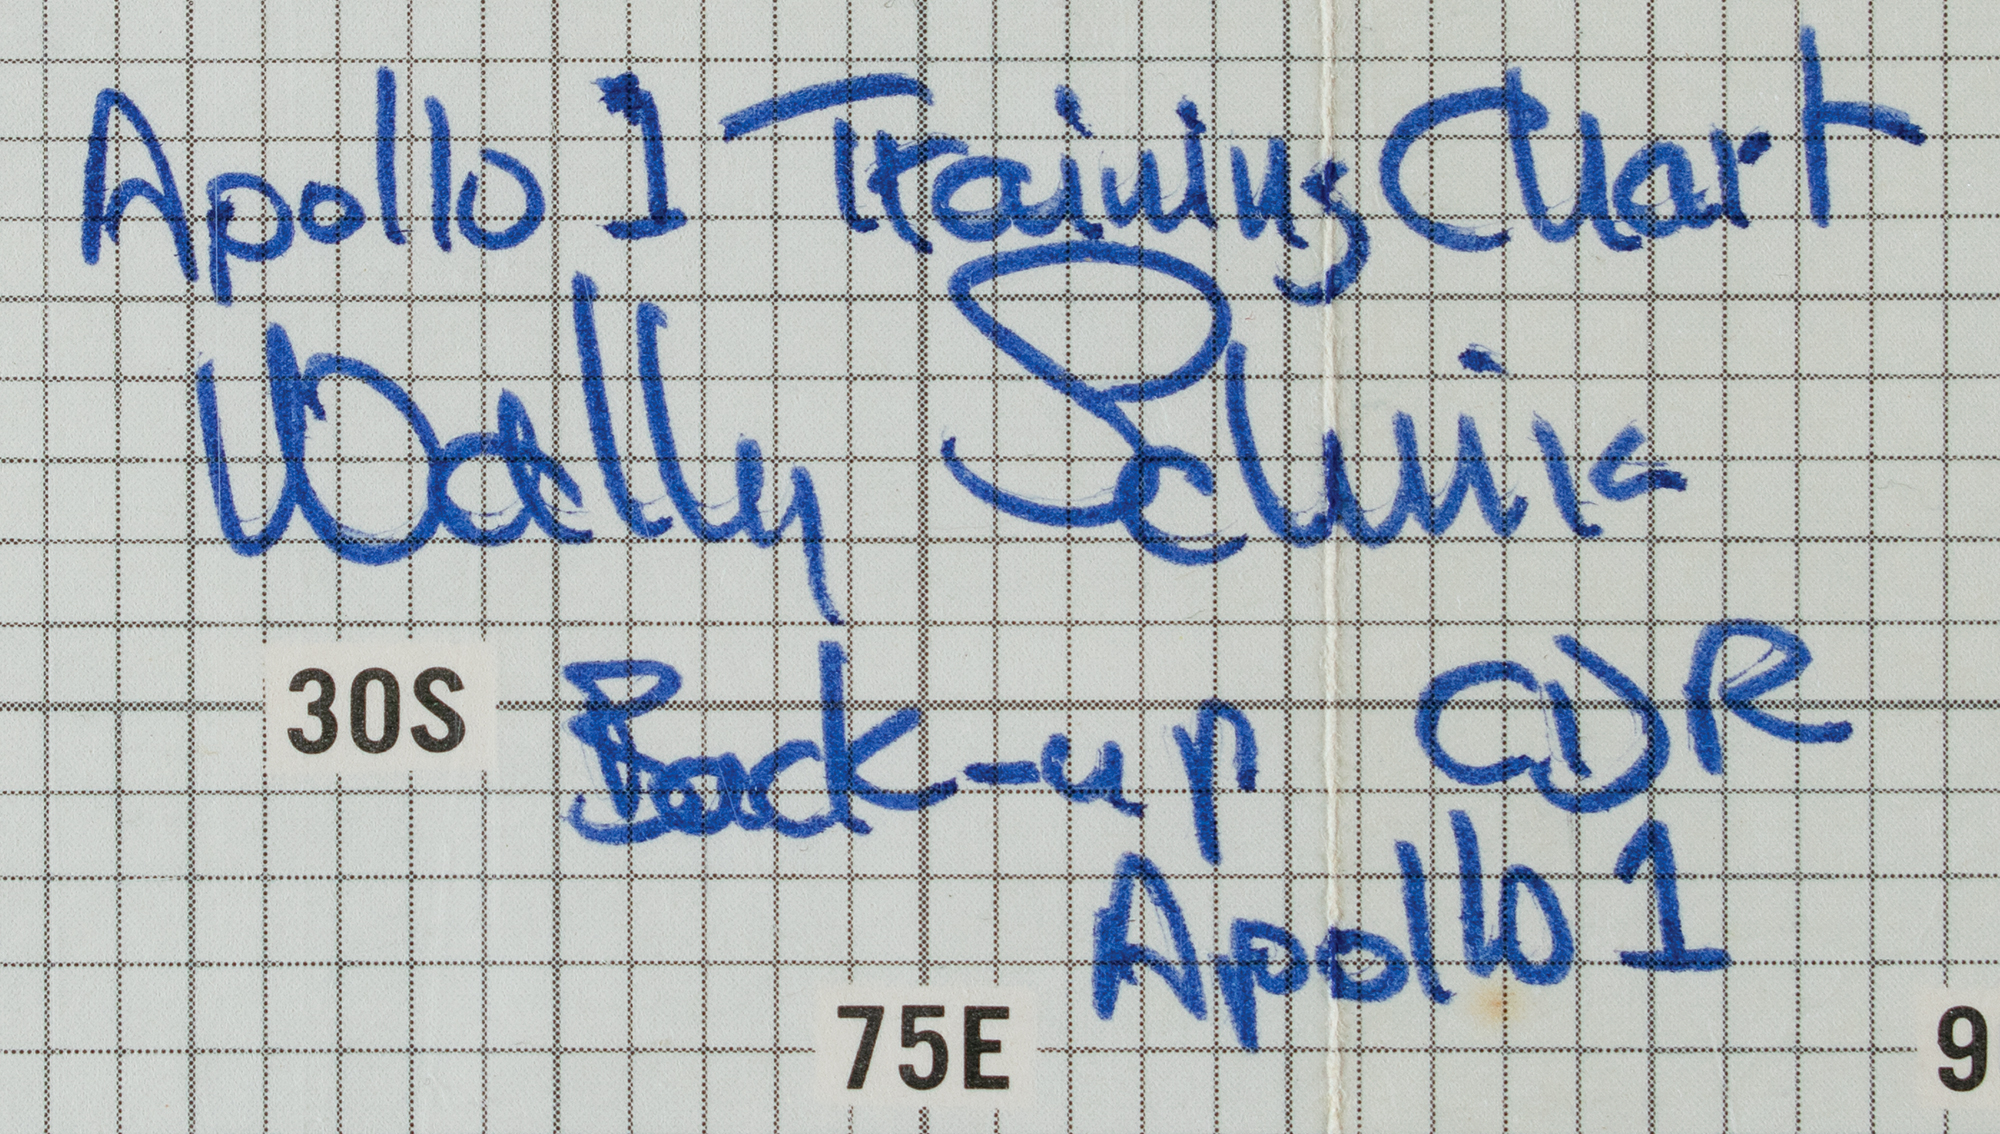 Apollo 1 Training Chart
Wally Schirra
30S
Back-up CDR
Apollo 1
75E
9